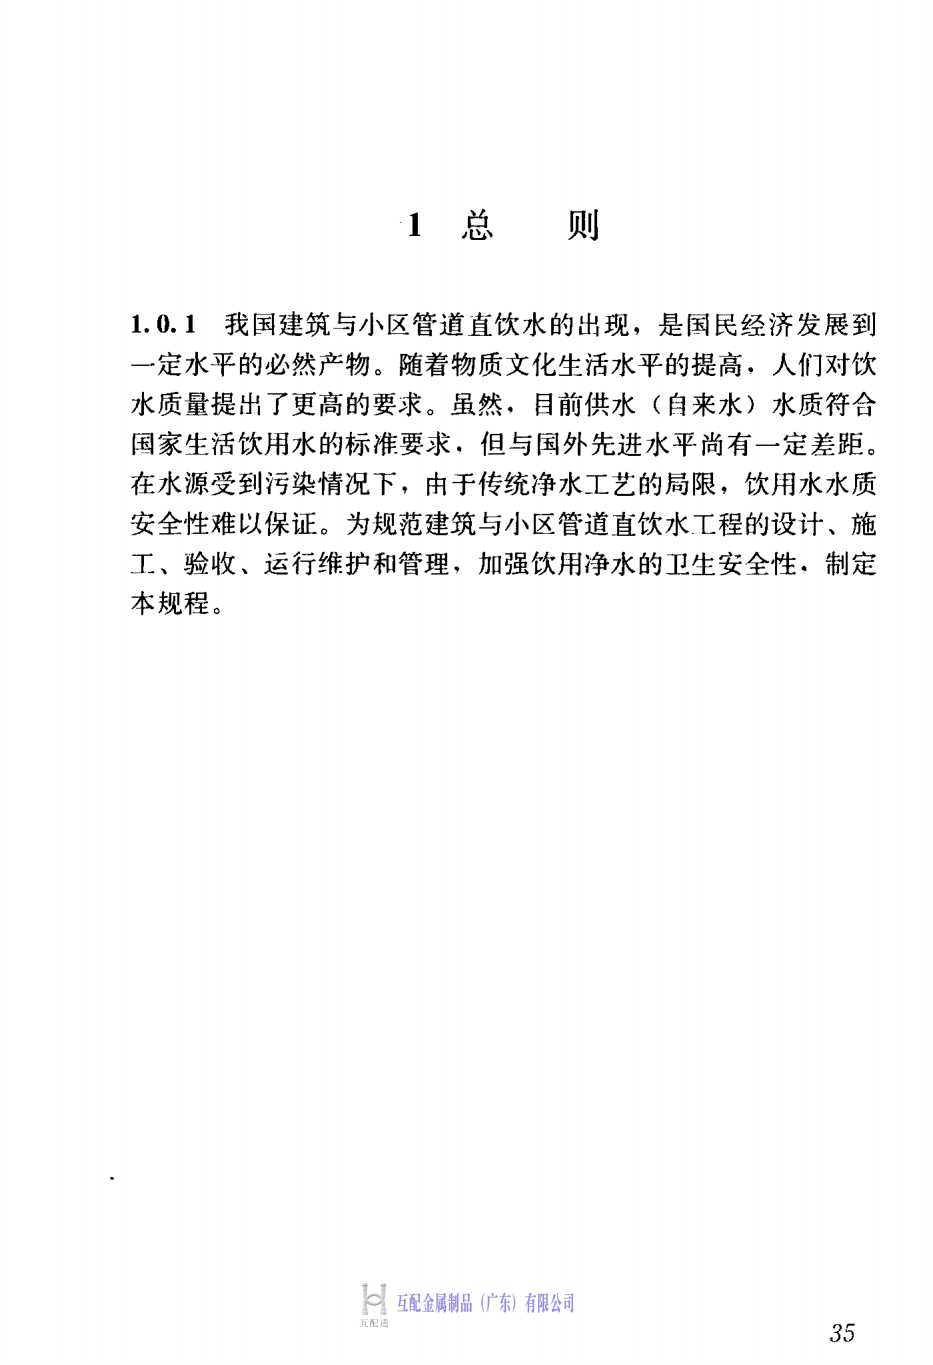 1 总 则
1.0.1 我国建筑与小区管道直饮水的出现，是国民经济发展到
一定水平的必然产物。随着物质文化生活水平的提高，人们对饮
水质量提出了更高的要求。虽然，目前供水（自来水）水质符合
国家生活饮用水的标准要求，但与国外先进水平尚有一定差距。
在水源受到污染情况下，由于传统净水工艺的局限，饮用水水质
安全性难以保证。为规范建筑与小区管道直饮水工程的设计、施
工、验收、运行维护和管理，加强饮用净水的卫生安全性，制定
本规程。
互配金属制品（广东）有限公司
互配通
35